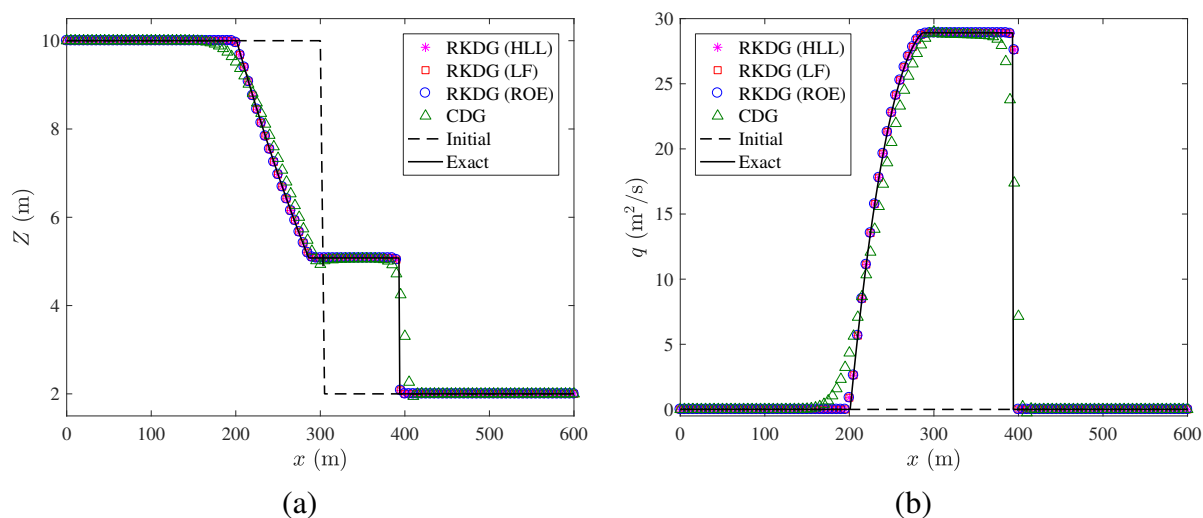 10
8
6
4
2
Z (m)
0 100 200 300 400 500 600
x (m)
RKDG (HLL)
RKDG (LF)
RKDG (ROE)
CDG
Initial
Exact
(a)
30
25
20
15
10
5
0
q (m²/s)
0 100 200 300 400 500 600
x (m)
RKDG (HLL)
RKDG (LF)
RKDG (ROE)
CDG
Initial
Exact
(b)